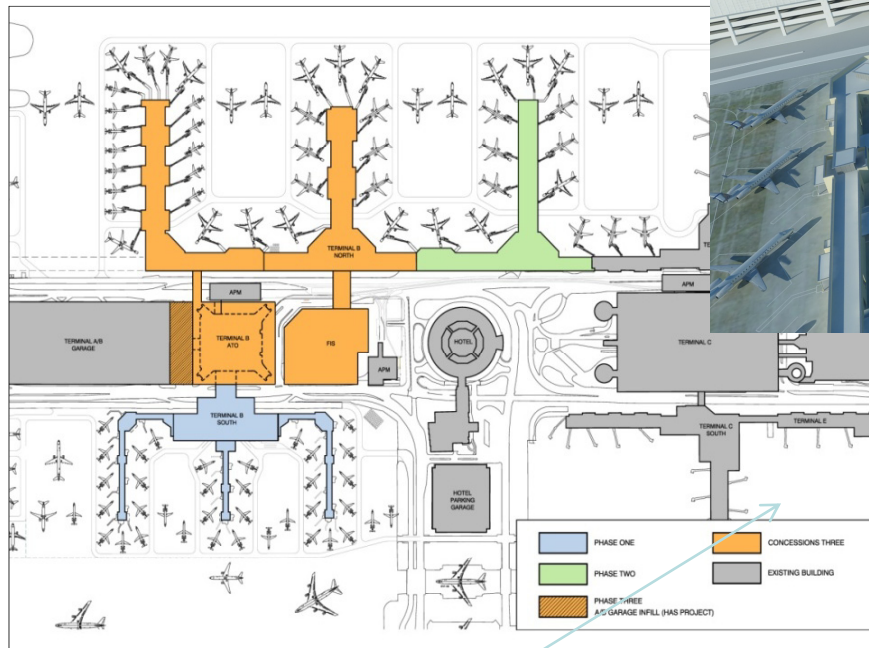 TERMINAL B
NORTH
TE
APM
APM
TERMINAL A/B
GARAGE
TERMINAL B
ATO
FIS
APM
HOTEL
TERMINAL C
TERMINAL B
SOUTH
TERMINAL C
SOUTH
TERMINAL E
HOTEL
PARKING
GARAGE
PHASE ONE
CONCESSIONS THREE
PHASE TWO
EXISTING BUILDING
PHASE THREE
A/B GARAGE INFILL (HAS PROJECT)